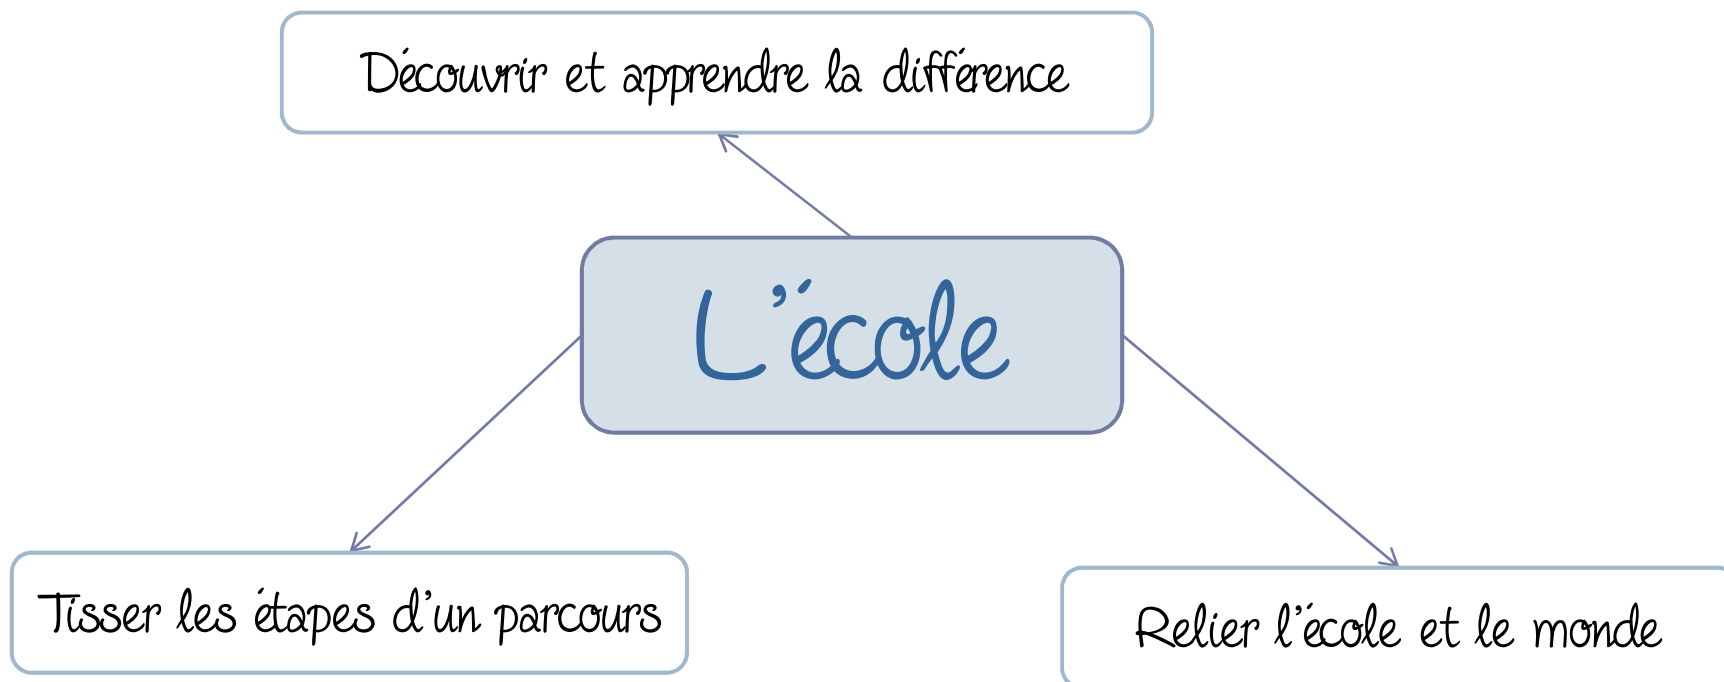 Découvrir et apprendre la différence
L'école
Tisser les étapes d'un parcours
Relier l'école et le monde